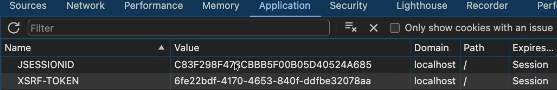 Sources Network Performance Memory Application Security Lighthouse Recorder
Filter Only show cookies with an issue
Name Value Domain Path Expires...
JSESSIONID localhost / Session
XSRF-TOKEN 6fe22bdf-4170-4653-840f-ddfbe32078aa localhost / Session